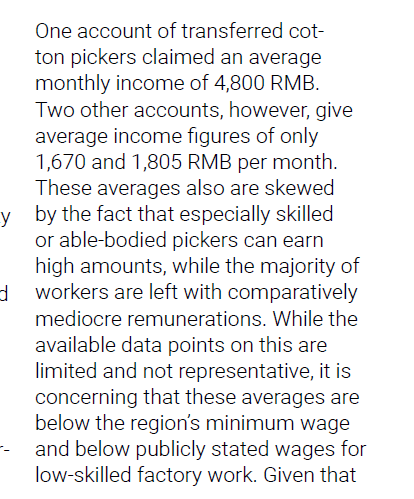 One account of transferred cot-
ton pickers claimed an average
monthly income of 4,800 RMB.
Two other accounts, however, give
average income figures of only
1,670 and 1,805 RMB per month.
These averages also are skewed
y by the fact that especially skilled
or able-bodied pickers can earn
high amounts, while the majority of
d workers are left with comparatively
mediocre remunerations. While the
available data points on this are
limited and not representative, it is
concerning that these averages are
below the region's minimum wage
r- and below publicly stated wages for
low-skilled factory work. Given that